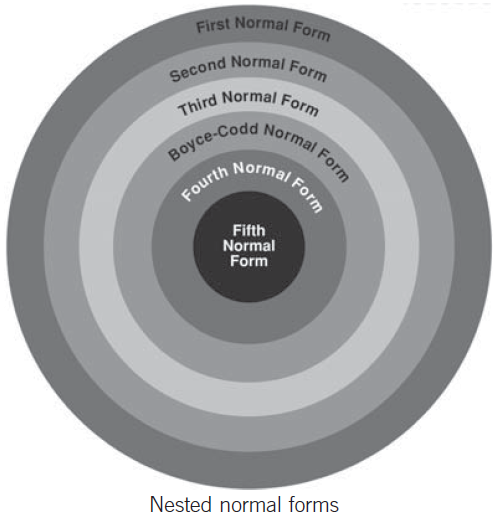 First Normal Form
Second Normal Form
Third Normal Form
Boyce-Codd Normal Form
Fourth Normal Form
Fifth
Normal
Form
Nested normal forms